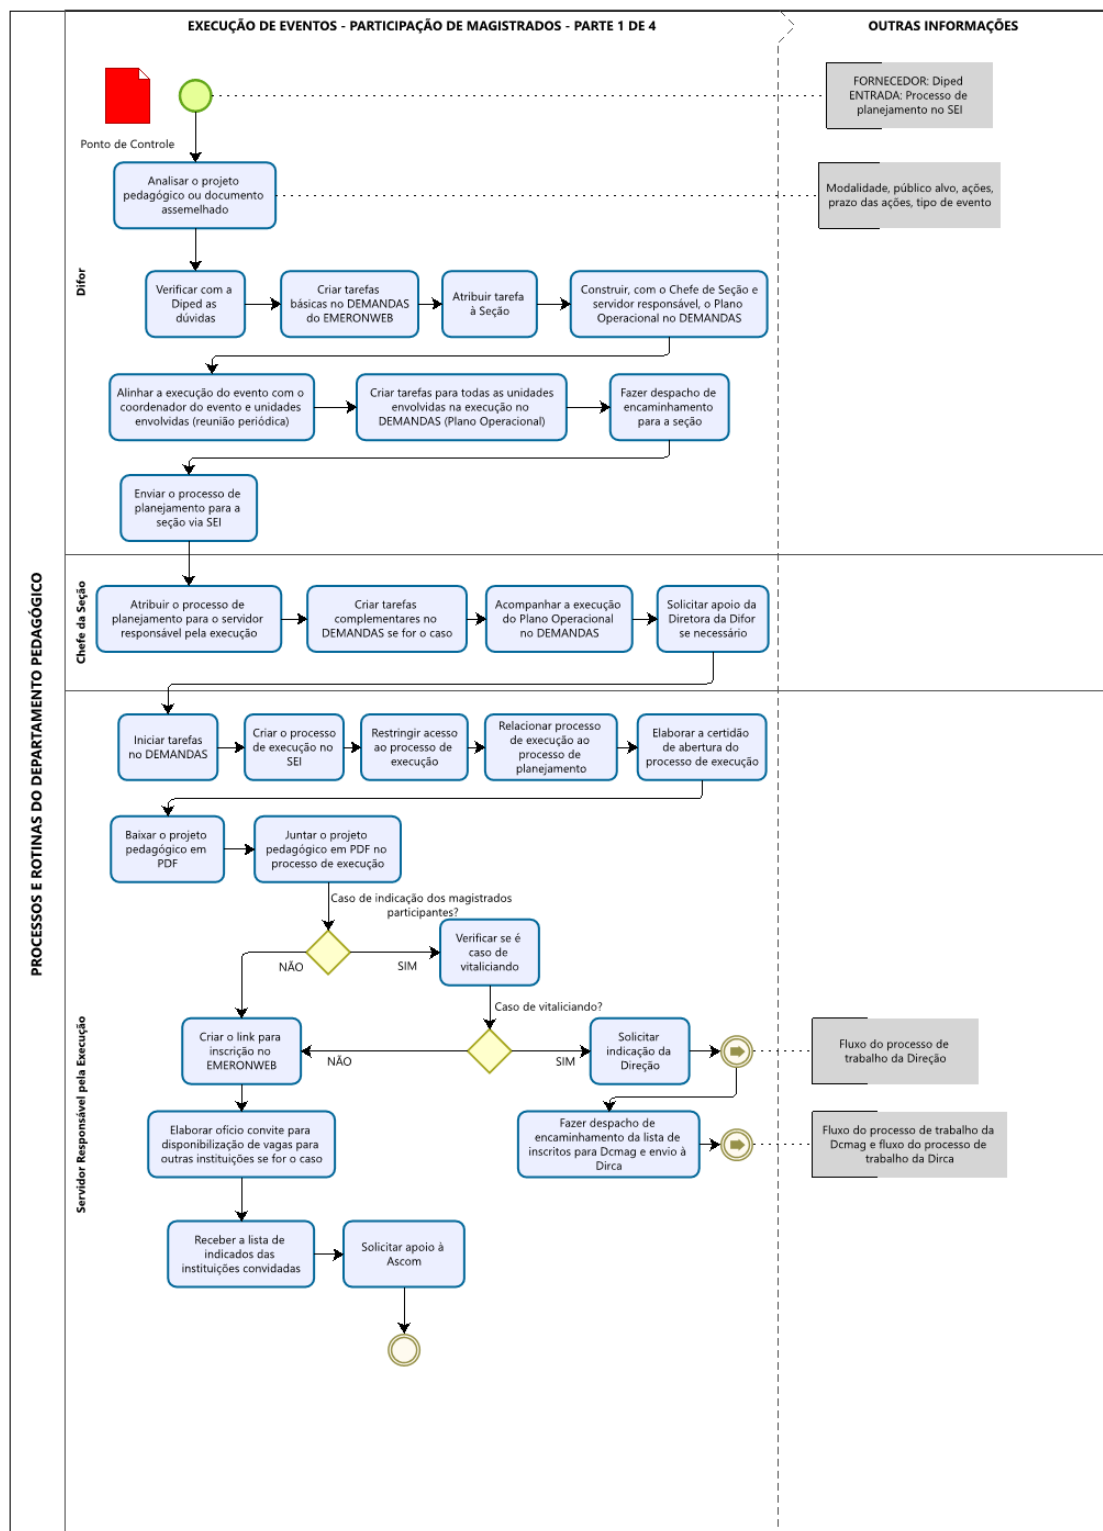 EXECUÇÃO DE EVENTOS - PARTICIPAÇÃO DE MAGISTRADOS - PARTE 1 DE 4
OUTRAS INFORMAÇÕES
PROCESSOS E ROTINAS DO DEPARTAMENTO PEDAGÓGICO
Difor
Ponto de Controle
FORNECEDOR: Diped
ENTRADA: Processo de
planejamento no SEI
Analisar o projeto
pedagógico ou documento
assemelhado
Modalidade, público alvo, ações,
prazo das ações, tipo de evento
Verificar com a
Diped as
dúvidas
Criar tarefas
básicas no DEMANDAS
do EMERONWEB
Atribuir tarefa
à Seção
Construir, com o Chefe de Seção e
servidor responsável, o Plano
Operacional no DEMANDAS
Alinhar a execução do evento com o
coordenador do evento e unidades
envolvidas (reunião periódica)
Criar tarefas para todas as unidades
envolvidas na execução no
DEMANDAS (Plano Operacional)
Fazer despacho de
encaminhamento
para a seção
Enviar o processo de
planejamento para a
seção via SEI
Chefe da Seção
Atribuir o processo de
planejamento para o servidor
responsável pela execução
Criar tarefas
complementares no
DEMANDAS se for o caso
Acompanhar a execução
do Plano Operacional
no DEMANDAS
Solicitar apoio da
Diretora da Difor
se necessário
Servidor Responsável pela Execução
Iniciar tarefas
no DEMANDAS
Criar o processo
de execução no
SEI
Restringir acesso
ao processo de
execução
Relacionar processo
de execução ao
processo de
planejamento
Elaborar a certidão
de abertura do
processo de execução
Baixar o projeto
pedagógico em
PDF
Juntar o projeto
pedagógico em PDF no
processo de execução
Caso de indicação dos magistrados
participantes?
NÃO
SIM
Verificar se é
caso de
vitaliciando
Caso de vitaliciando?
NÃO
SIM
Criar o link para
inscrição no
EMERONWEB
Solicitar
indicação da
Direção
Fluxo do processo de
trabalho da Direção
Elaborar ofício convite para
disponibilização de vagas para
outras instituições se for o caso
Fazer despacho de
encaminhamento da lista de
inscritos para Dcmag e envio à
Dirca
Fluxo do processo de trabalho da
Dcmag e fluxo do processo de
trabalho da Dirca
Receber a lista de
indicados das
instituições convidadas
Solicitar apoio à
Ascom